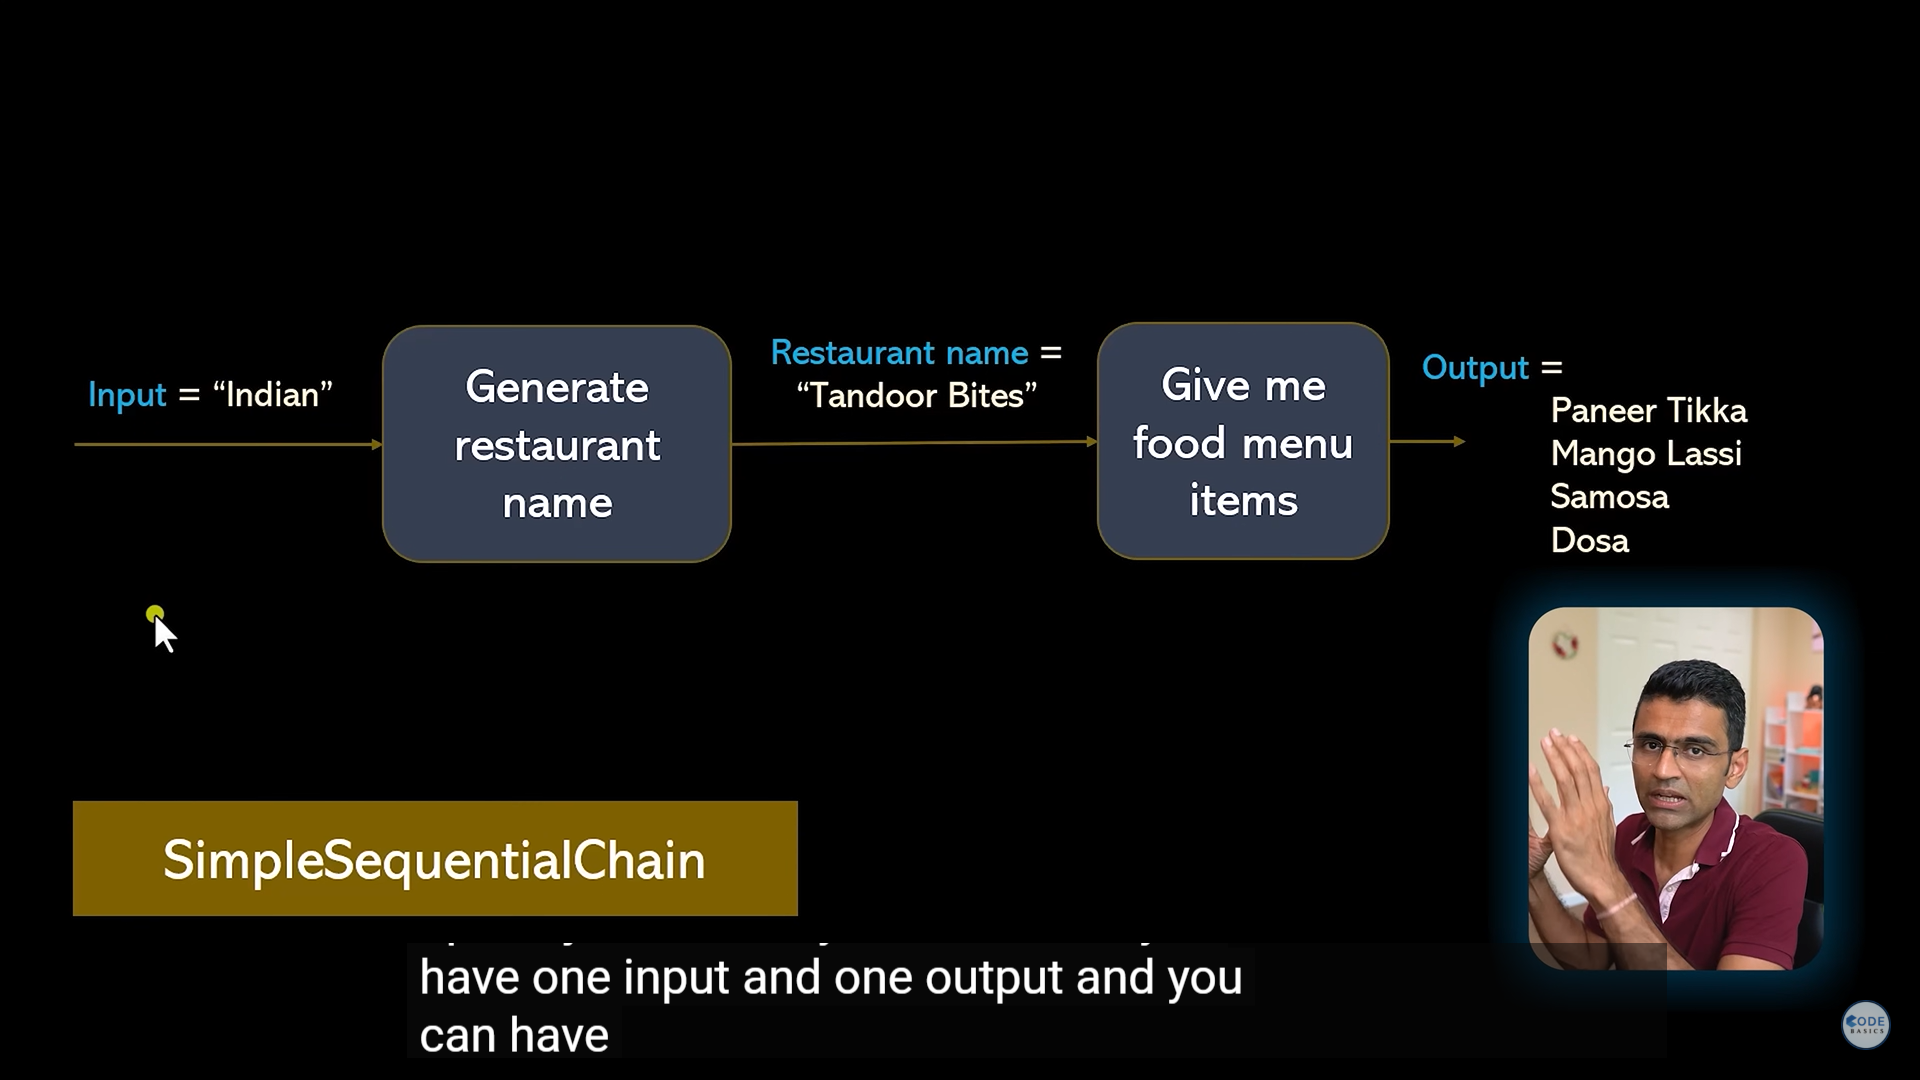 Input = “Indian”
Generate
restaurant
name
Restaurant name =
“Tandoor Bites”
Give me
food menu
items
Output =
Paneer Tikka
Mango Lassi
Samosa
Dosa
SimpleSequentialChain
have one input and one output and you
can have
CODE
BASICS